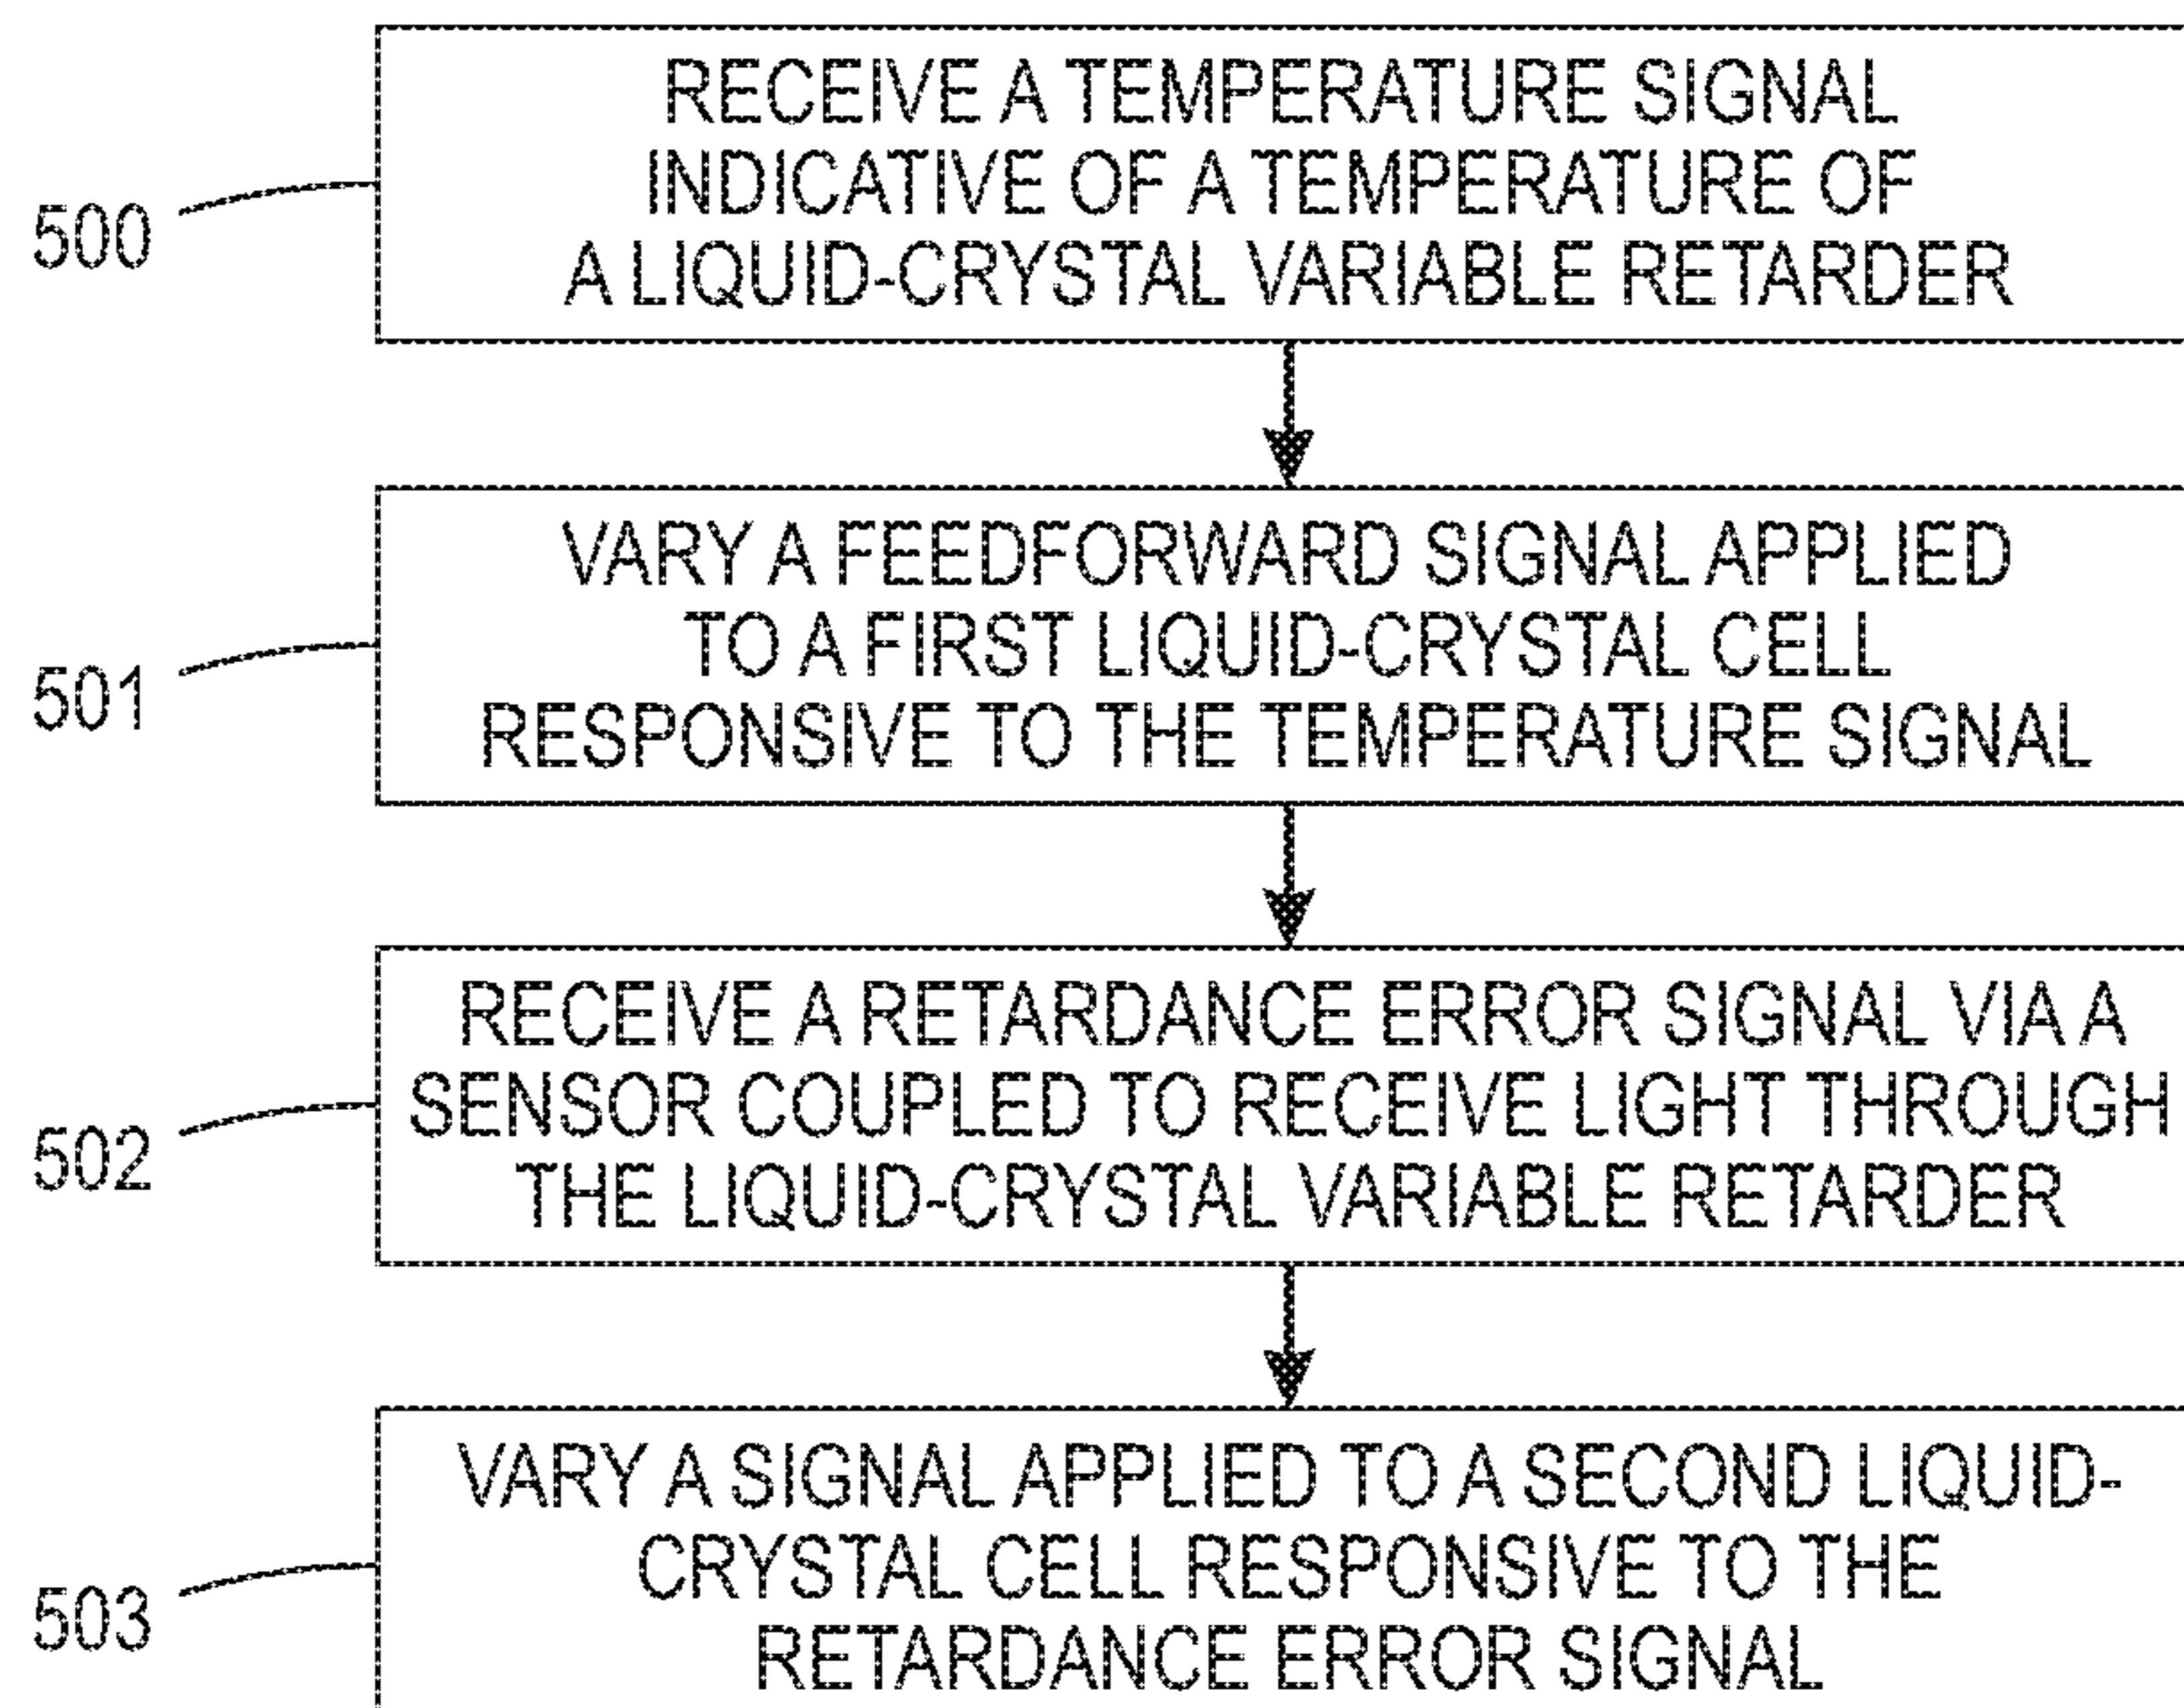 500
RECEIVE A TEMPERATURE SIGNAL
INDICATIVE OF A TEMPERATURE OF
A LIQUID-CRYSTAL VARIABLE RETARDER
501
VARY A FEEDFORWARD SIGNAL APPLIED
TO A FIRST LIQUID-CRYSTAL CELL
RESPONSIVE TO THE TEMPERATURE SIGNAL
502
RECEIVE A RETARDANCE ERROR SIGNAL VIA A
SENSOR COUPLED TO RECEIVE LIGHT THROUGH
THE LIQUID-CRYSTAL VARIABLE RETARDER
503
VARY A SIGNAL APPLIED TO A SECOND LIQUID-
CRYSTAL CELL RESPONSIVE TO THE
RETARDANCE ERROR SIGNAL